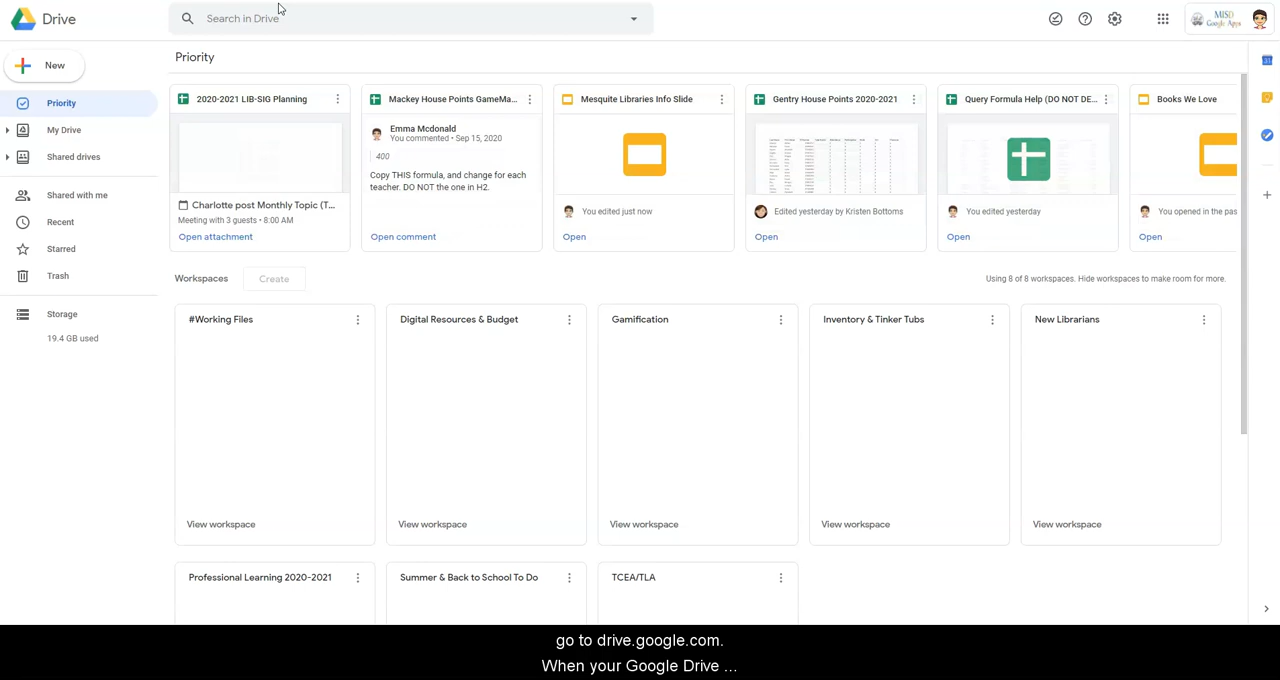 Drive
Search in Drive
MISD
Google Apps
New
Priority
My Drive
Shared drives
Shared with me
Recent
Starred
Trash
Storage
19.4 GB used
Priority
2020-2021 LIB-SIG Planning
Charlotte post Monthly Topic (T...
Meeting with 3 guests • 8:00 AM
Open attachment
Mackey House Points GameMa...
Emma Mcdonald
You commented • Sep 15, 2020
400
Copy THIS formula, and change for each
teacher. DO NOT the one in H2.
Open comment
Mesquite Libraries Info Slide
You edited just now
Open
Gentry House Points 2020-2021
Edited yesterday by Kristen Bottoms
Open
Query Formula Help (DO NOT DE...
You edited yesterday
Open
Books We Love
You opened in the pas
Open
Workspaces
Create
Using 8 of 8 workspaces. Hide workspaces to make room for more.
#Working Files
View workspace
Digital Resources & Budget
View workspace
Gamification
View workspace
Inventory & Tinker Tubs
View workspace
New Librarians
View workspace
Professional Learning 2020-2021
Summer & Back to School To Do
TCEA/TLA
go to drive.google.com.
When your Google Drive ...